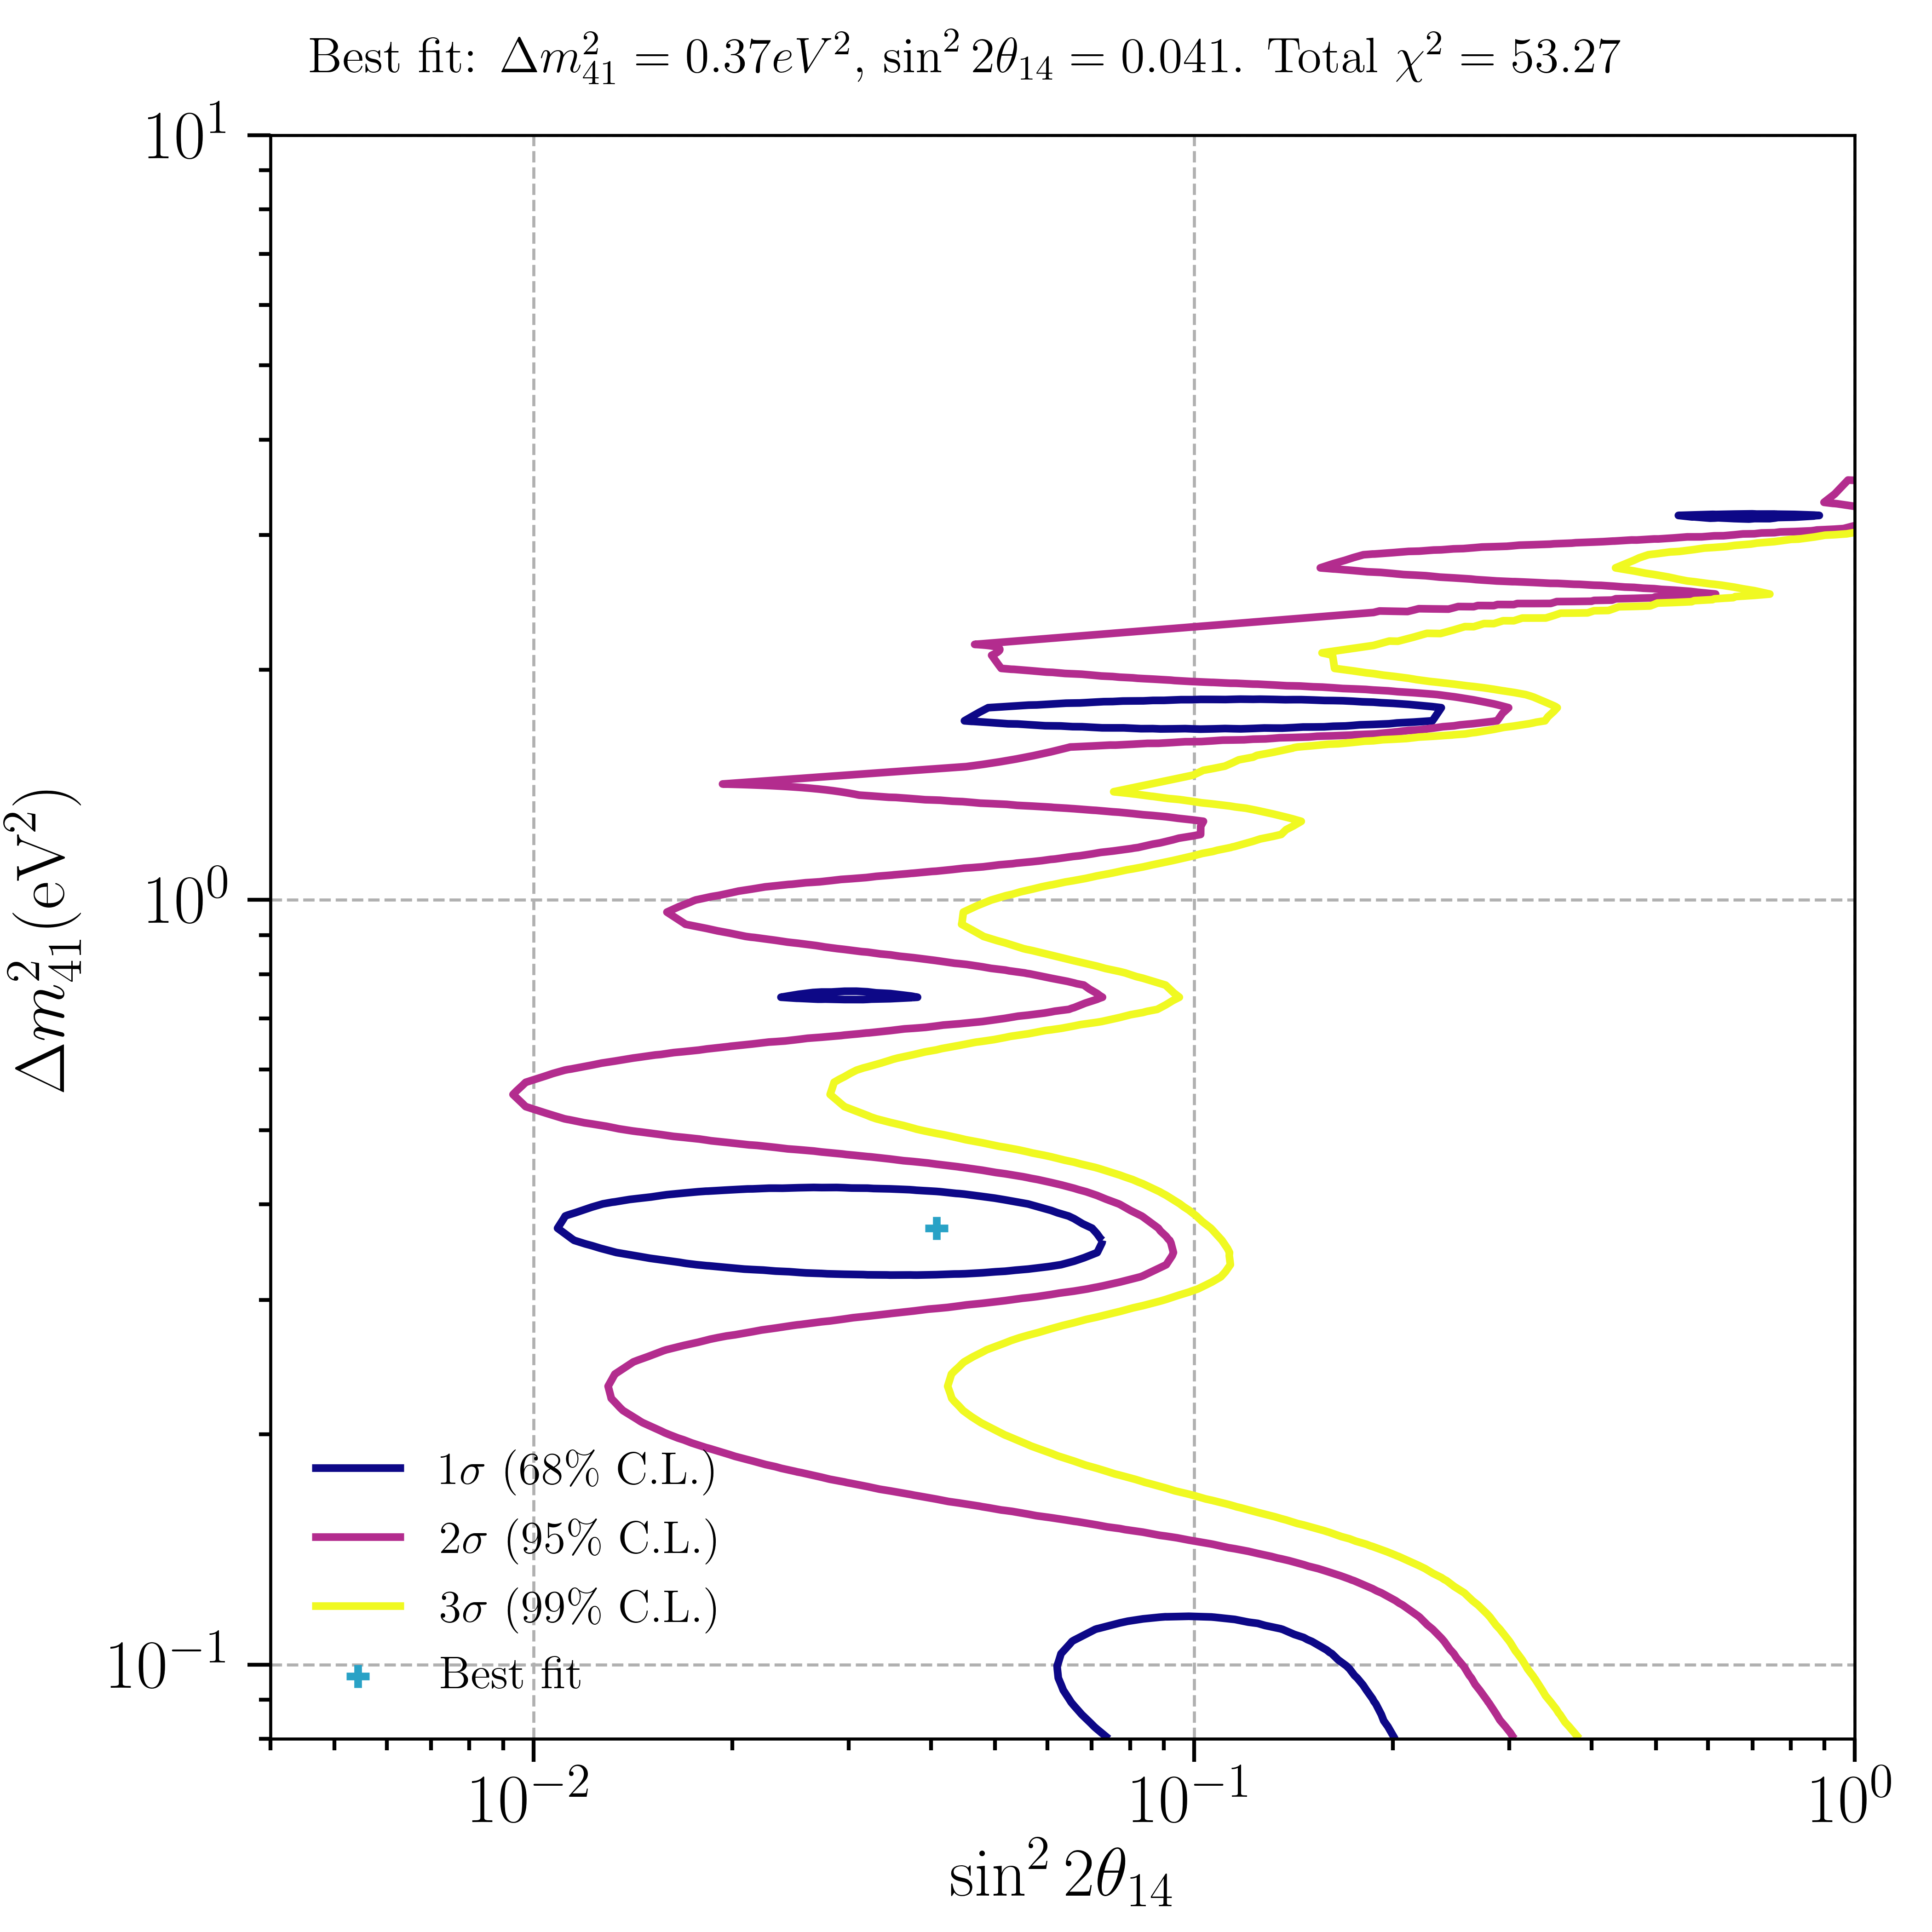 Best fit: Δm²₄₁ = 0.37eV², sin² 2θ₁₄ = 0.041. Total χ² = 53.27
10¹
10⁰
10⁻¹
Δm²₄₁(eV²)
1σ (68% C.L.)
2σ (95% C.L.)
3σ (99% C.L.)
Best fit
10⁻² 10⁻¹ 10⁰
sin² 2θ₁₄